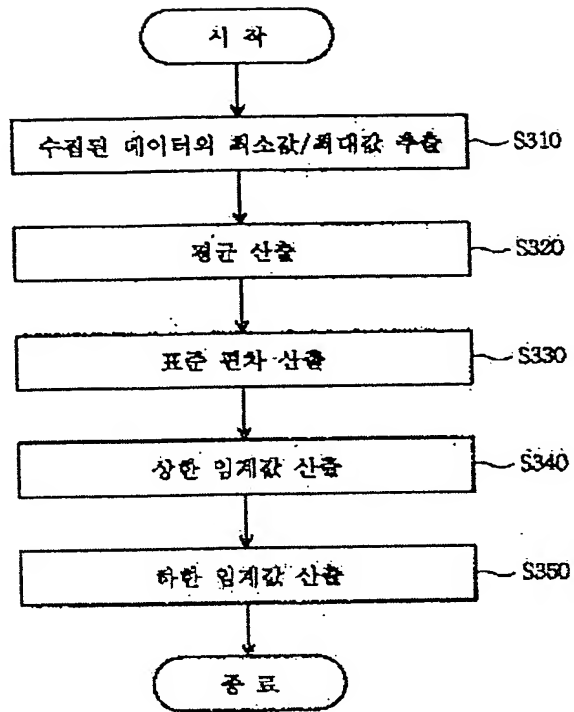 시 작
수집된 데이터의 최소값/최대값 추출
S310
평균 산출
S320
표준 편차 산출
S330
상한 임계값 산출
S340
하한 임계값 산출
S350
종 료